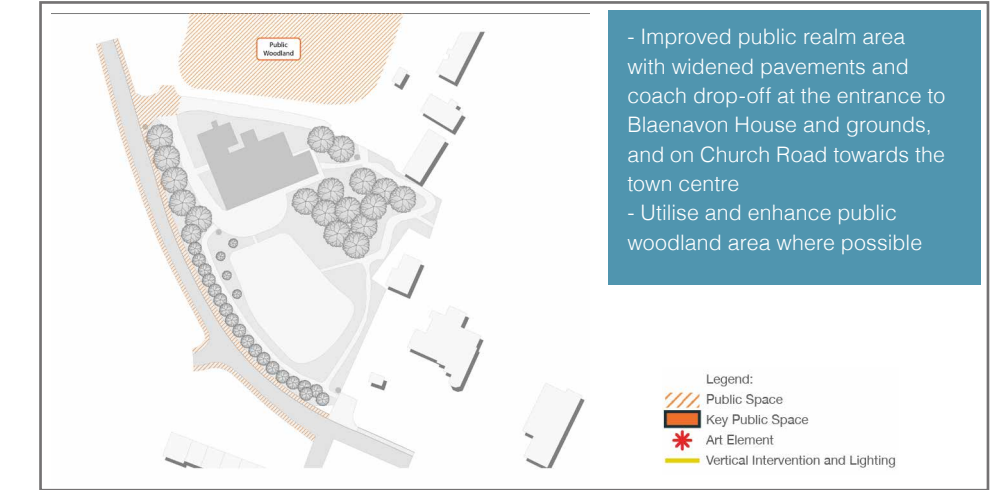 Public
Woodland
- Improved public realm area
with widened pavements and
coach drop-off at the entrance to
Blaenavon House and grounds,
and on Church Road towards the
town centre
- Utilise and enhance public
woodland area where possible
Legend:
Public Space
Key Public Space
Art Element
Vertical Intervention and Lighting